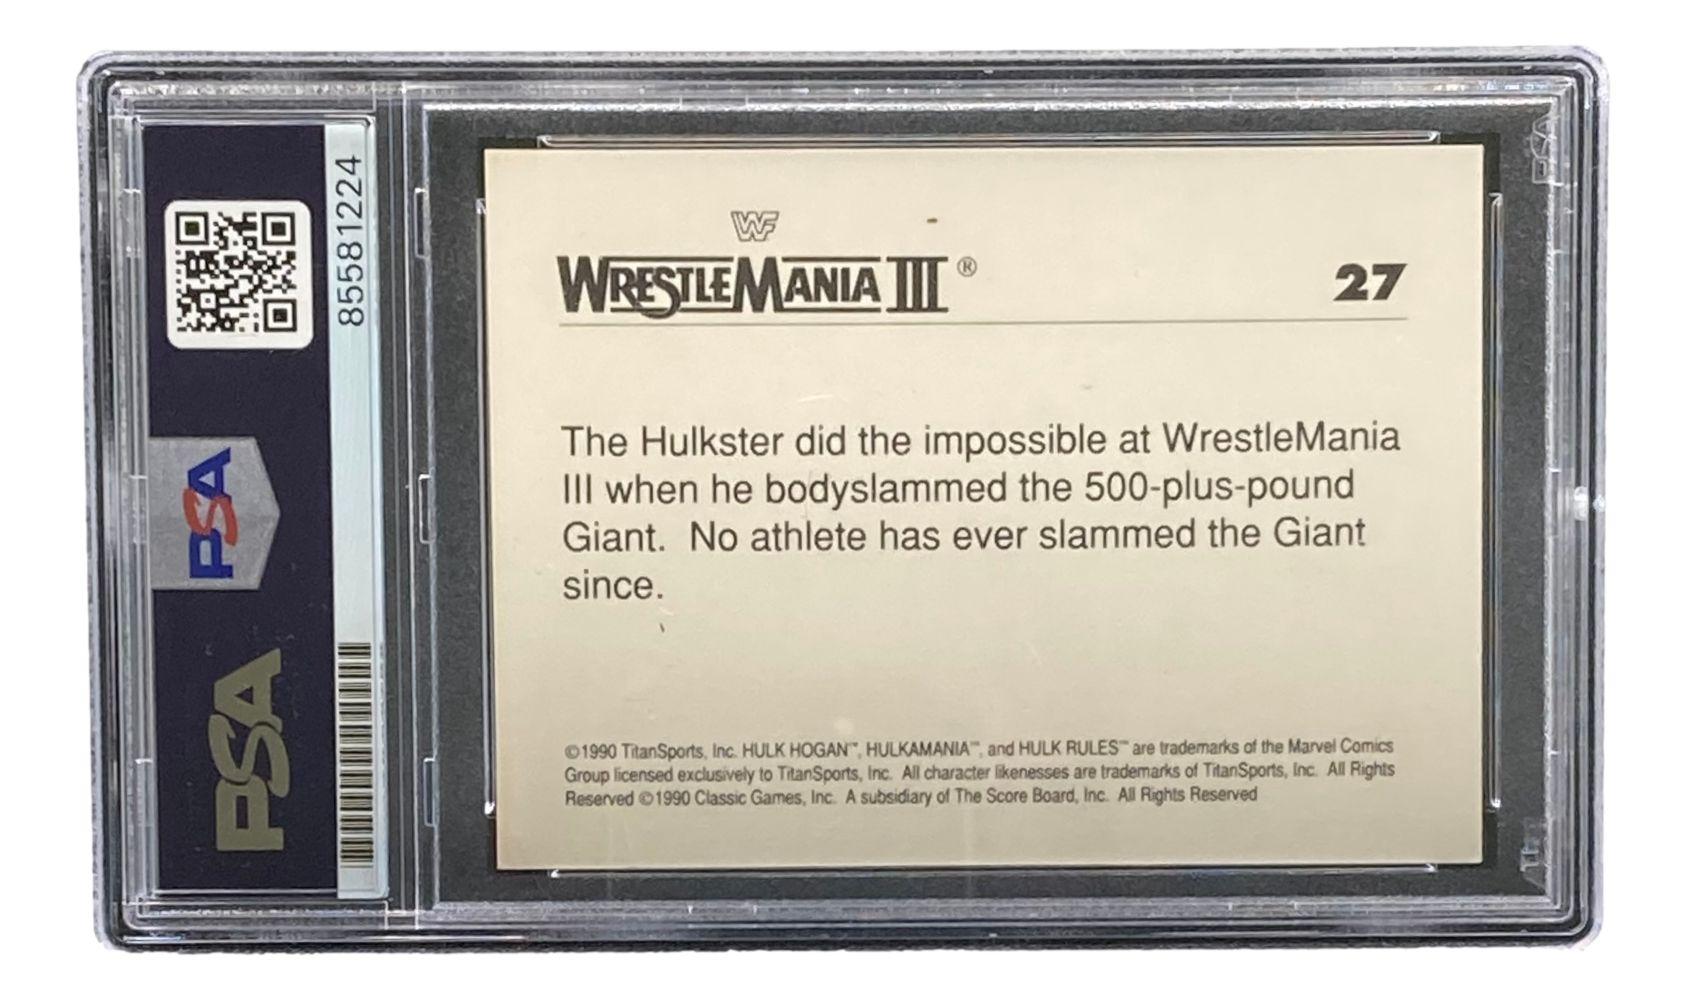 85581224
PSA
PSA
WF
WRESTLEMANIA III ®
27
The Hulkster did the impossible at WrestleMania
III when he bodyslammed the 500-plus-pound
Giant.  No athlete has ever slammed the Giant
since.
©1990 TitanSports, Inc. HULK HOGAN™, HULKAMANIA™, and HULK RULES™ are trademarks of the Marvel Comics
Group licensed exclusively to TitanSports, Inc.  All character likenesses are trademarks of TitanSports, Inc.  All Rights
Reserved ©1990 Classic Games, Inc.  A subsidiary of The Score Board, Inc.  All Rights Reserved
PSA